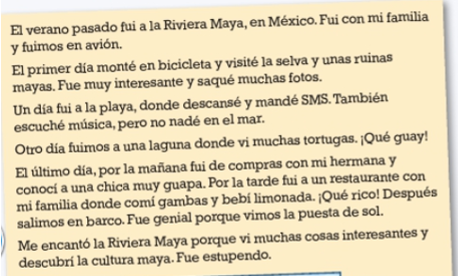 El verano pasado fui a la Riviera Maya, en México. Fui con mi familia
y fuimos en avión.
El primer día monté en bicicleta y visité la selva y unas ruinas
mayas. Fue muy interesante y saqué muchas fotos.
Un día fui a la playa, donde descansé y mandé SMS. También
escuché música, pero no nadé en el mar.
Otro día fuimos a una laguna donde vi muchas tortugas. ¡Qué guay!
El último día, por la mañana fui de compras con mi hermana y
conocí a una chica muy guapa. Por la tarde fui a un restaurante con
mi familia donde comí gambas y bebí limonada. ¡Qué rico! Después
salimos en barco. Fue genial porque vimos la puesta de sol.
Me encantó la Riviera Maya porque vi muchas cosas interesantes y
descubrí la cultura maya. Fue estupendo.